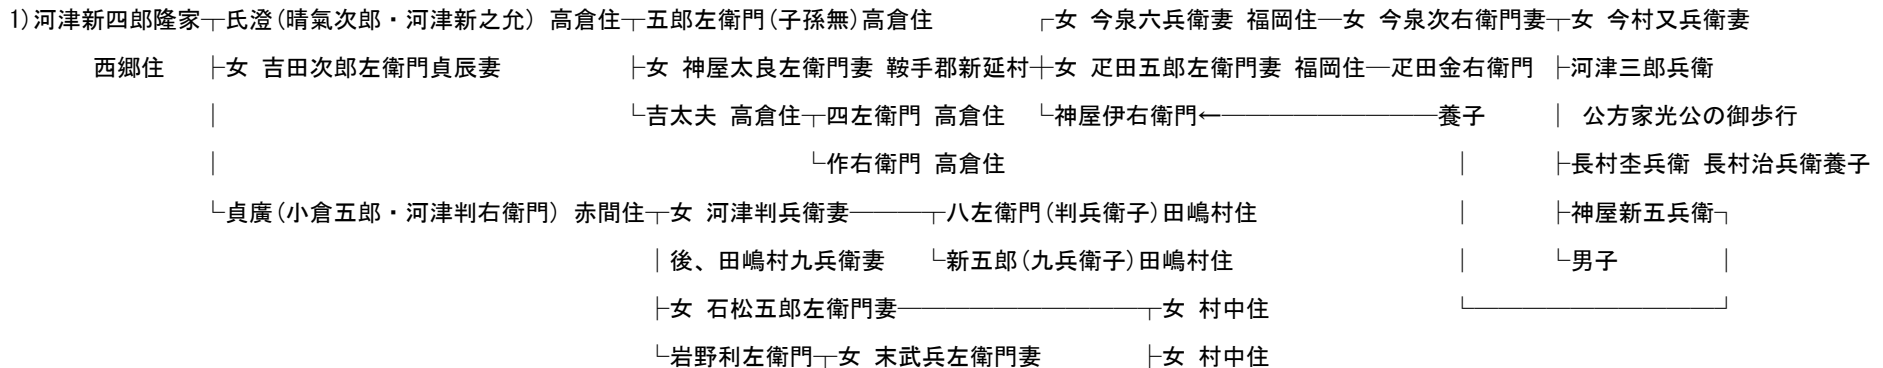 1)河津新四郎隆家┬氏澄(晴氣次郎・河津新之允) 高倉住┬五郎左衛門(子孫無)高倉住 ┌女 今泉六兵衛妻 福岡住─女 今泉次右衛門妻┬女 今村又兵衛妻
西郷住 ├女 吉田次郎左衛門貞辰妻 ├女 神屋太良左衛門妻 鞍手郡新延村┼女 疋田五郎左衛門妻 福岡住─疋田金右衛門 ├河津三郎兵衛
│ └吉太夫 高倉住┬四左衛門 高倉住 └神屋伊右衛門←──────────養子 │ 公方家光公の御歩行
│ └作右衛門 高倉住 │ ├長村杢兵衛 長村治兵衛養子
└貞廣(小倉五郎・河津判右衛門) 赤間住┬女 河津判兵衛妻────┬八左衛門(判兵衛子)田嶋村住 │ ├神屋新五兵衛┐
│後、田嶋村九兵衛妻 └新五郎(九兵衛子)田嶋村住 │ └男子 │
├女 石松五郎左衛門妻───────────┬女 村中住 └───────────┘
└岩野利左衛門┬女 末武兵左衛門妻 ├女 村中住